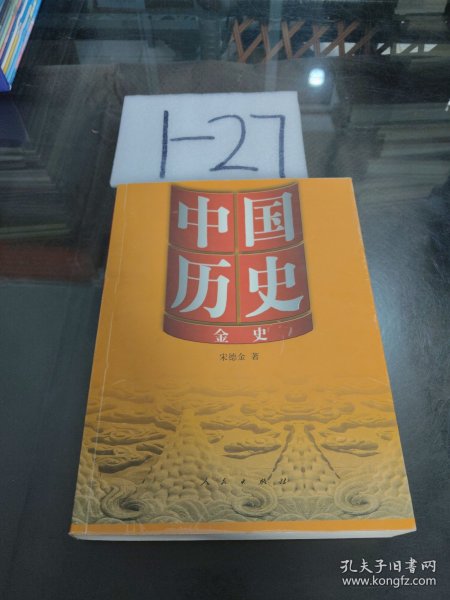 1-27
中国
历史
金史
宋德金 著
人民出版社
孔夫子旧书网
www.kongfz.com